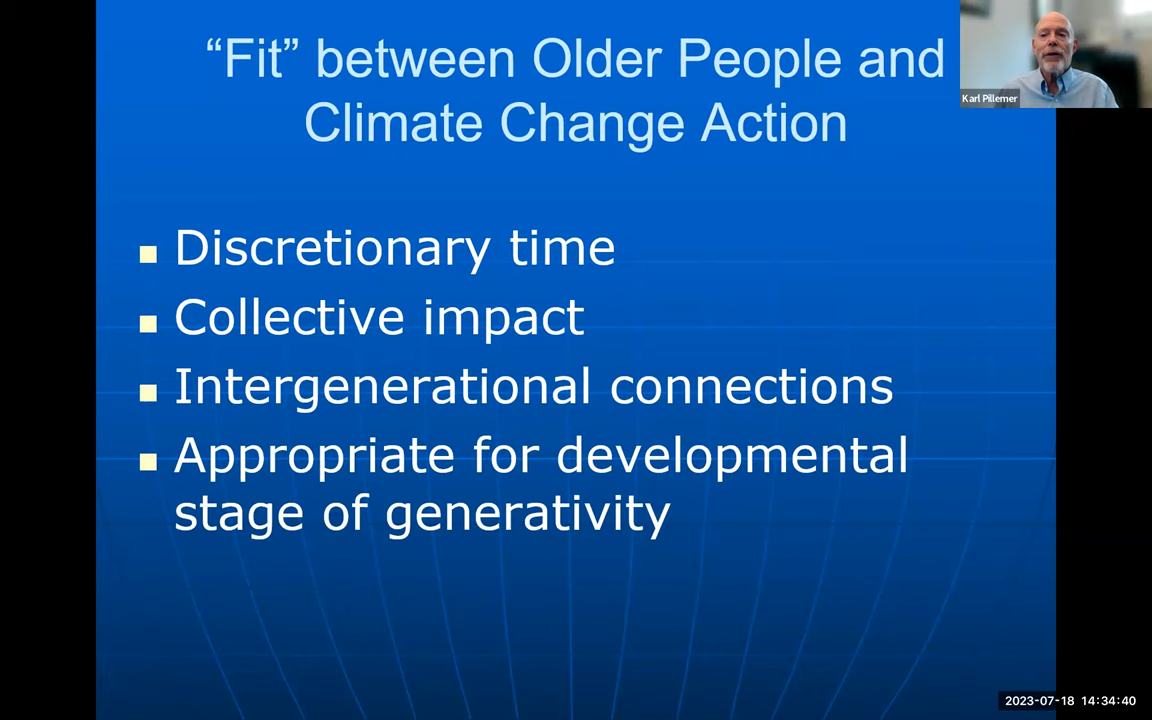 “Fit” between Older People and
Climate Change Action
Karl Pillemer
Discretionary time
Collective impact
Intergenerational connections
Appropriate for developmental
stage of generativity
2023-07-18 14:34:40